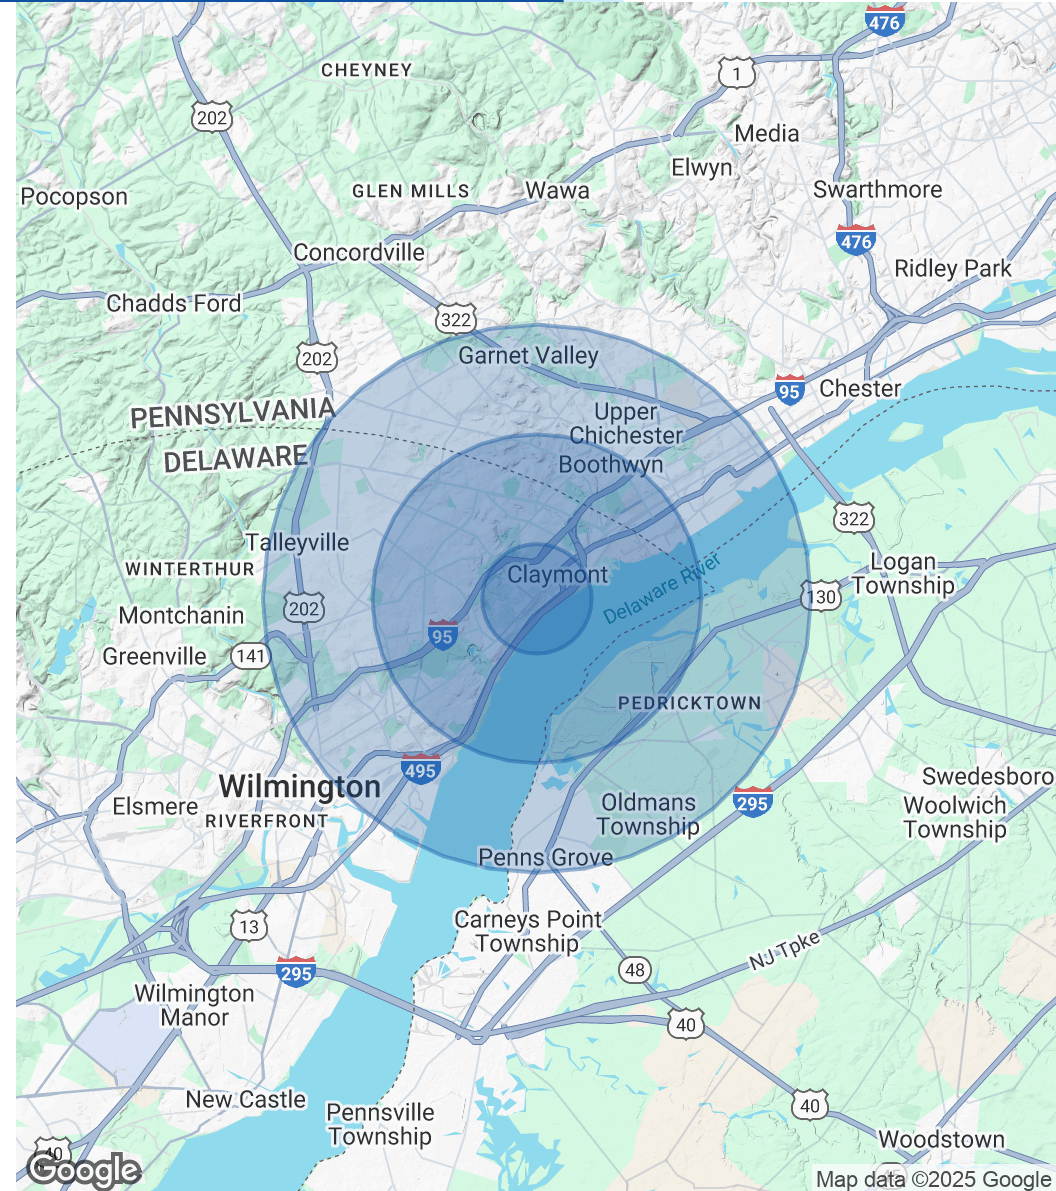 476
CHEYNEY
1
202
Media
Elwyn
Pocopson
GLEN MILLS
Wawa
Swarthmore
476
Concordville
Ridley Park
Chadds Ford
322
202
Garnet Valley
95
Chester
PENNSYLVANIA
Upper
Chichester
DELAWARE
Boothwyn
322
Talleyville
WINTERTHUR
Claymont
Logan
Township
Delaware River
130
202
Montchanin
95
Greenville
141
PEDRICKTOWN
495
Wilmington
Swedesboro
Elsmere
RIVERFRONT
Oldmans
Township
295
Woolwich
Township
Penns Grove
Carneys Point
Township
13
NJ Tpke
295
48
Wilmington
Manor
40
New Castle
Pennsville
Township
40
Woodstown
40
Google
Map data ©2025 Google